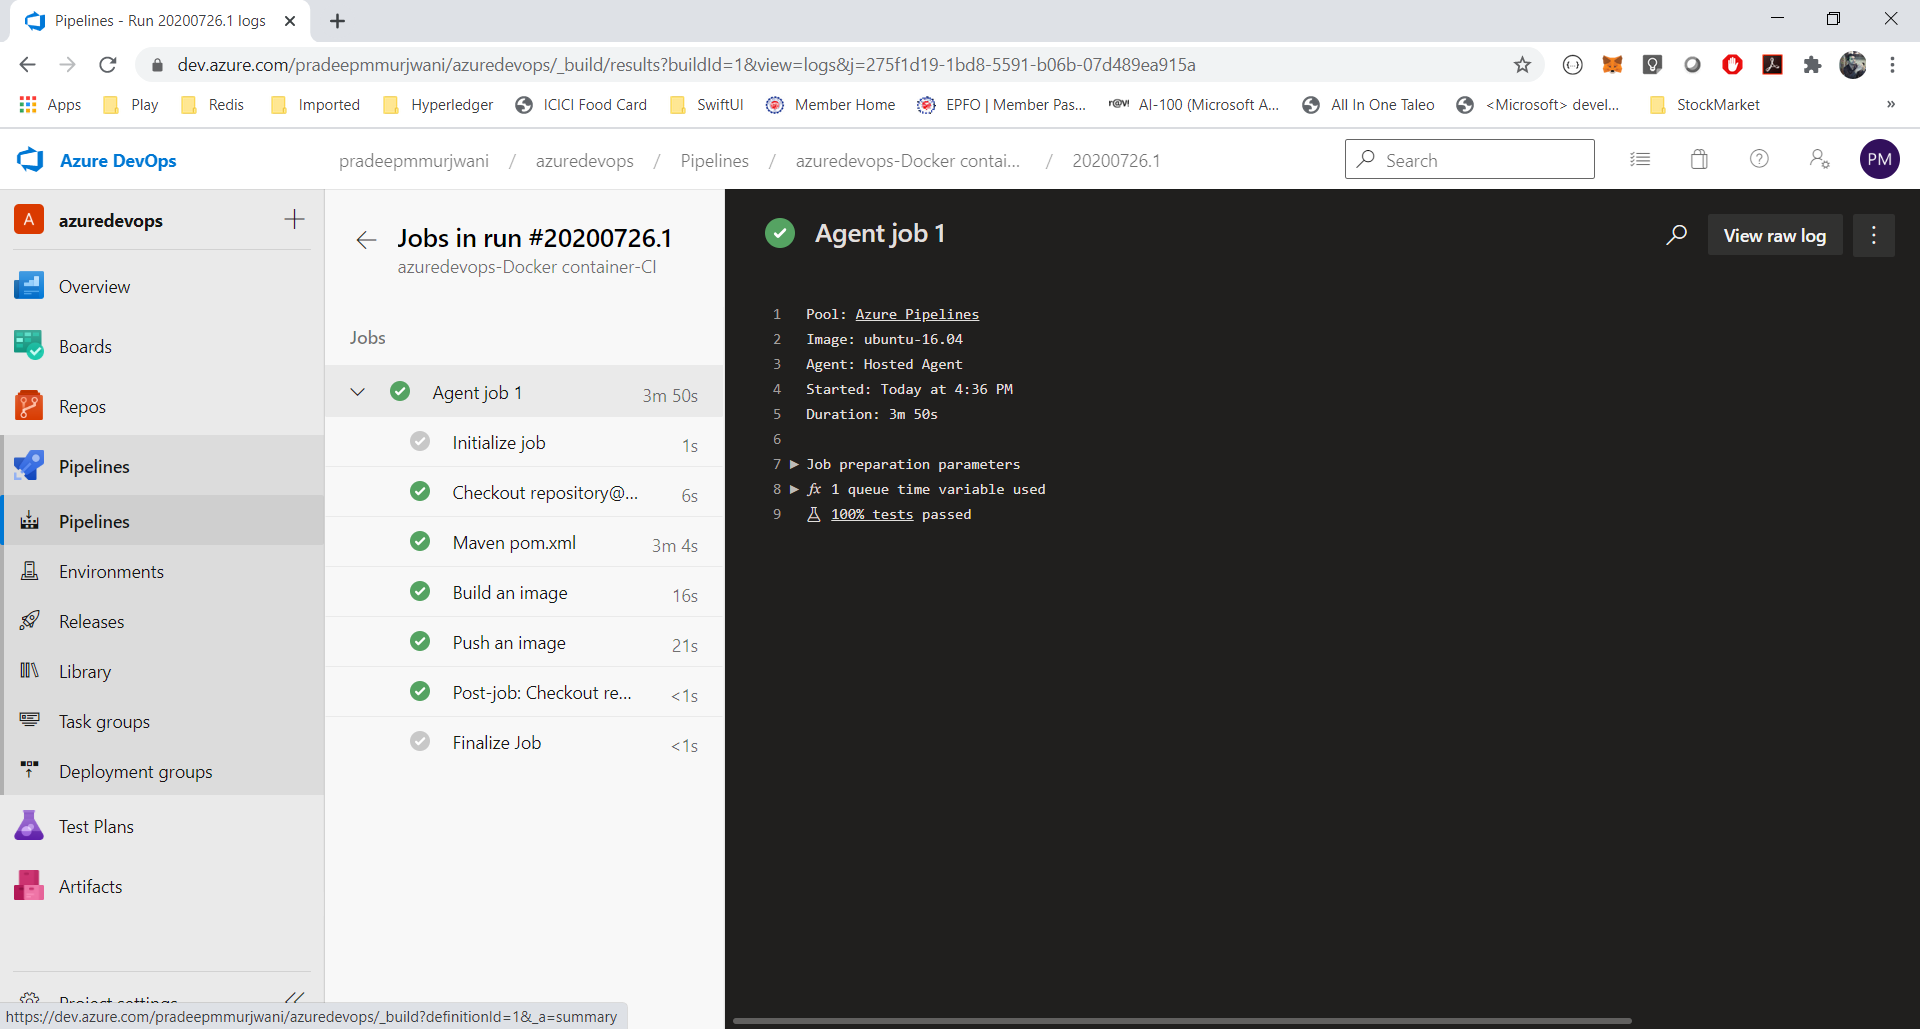 Pipelines - Run 20200726.1 logs
dev.azure.com/pradeepmmurjwani/azuredevops/_build/results?buildId=1&view=logs&j=275f1d19-1bd8-5591-b06b-07d489ea915a
Apps Play Redis Imported Hyperledger ICICI Food Card SwiftUI Member Home EPFO | Member Pas... AI-100 (Microsoft A... All In One Taleo <Microsoft> devel... StockMarket »
Azure DevOps pradeepmmurjwani / azuredevops / Pipelines / azuredevops-Docker contai... / 20200726.1 Search PM
A azuredevops
Overview
Boards
Repos
Pipelines
Pipelines
Environments
Releases
Library
Task groups
Deployment groups
Test Plans
Artifacts
Project settings
https://dev.azure.com/pradeepmmurjwani/azuredevops/_build?definitionId=1&_a=summary
Jobs in run #20200726.1
azuredevops-Docker container-CI
Jobs
Agent job 1 3m 50s
Initialize job 1s
Checkout repository@... 6s
Maven pom.xml 3m 4s
Build an image 16s
Push an image 21s
Post-job: Checkout re... <1s
Finalize Job <1s
Agent job 1 View raw log
1 Pool: Azure Pipelines
2 Image: ubuntu-16.04
3 Agent: Hosted Agent
4 Started: Today at 4:36 PM
5 Duration: 3m 50s
6
7 Job preparation parameters
8 fx 1 queue time variable used
9 100% tests passed